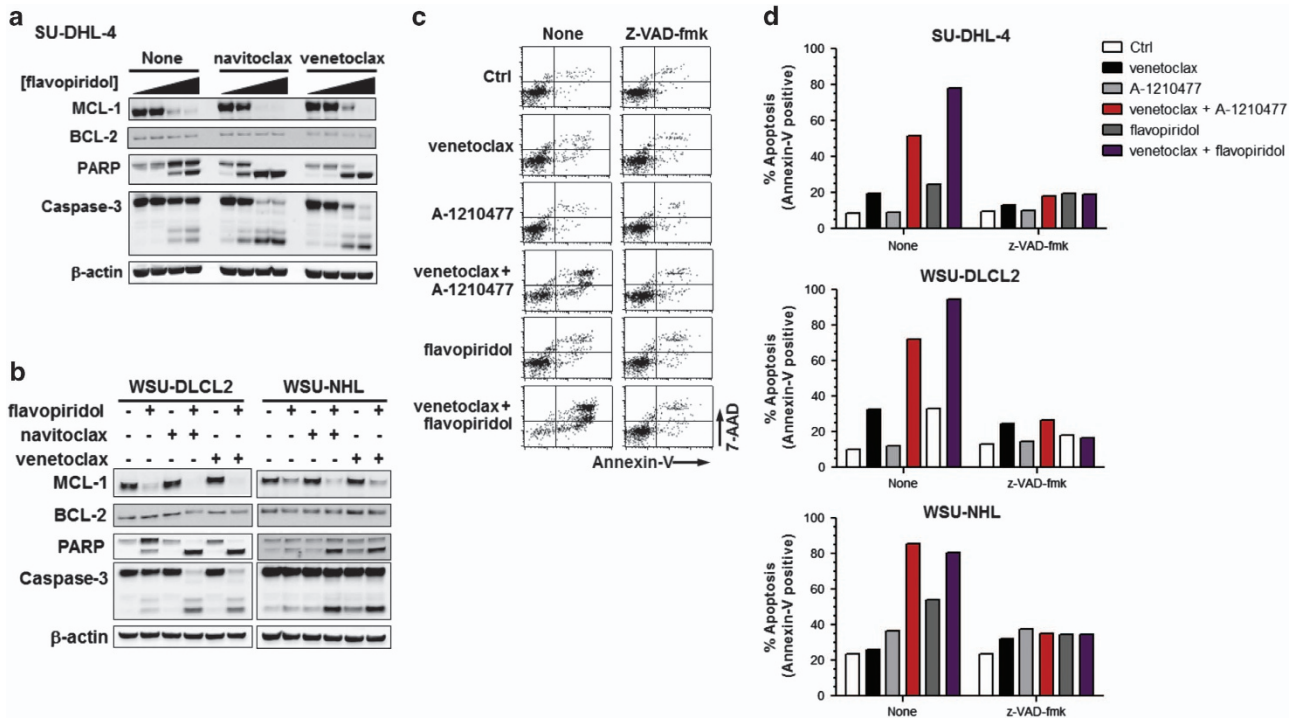 a
SU-DHL-4
None navitoclax venetoclax
[flavopiridol]
MCL-1
BCL-2
PARP
Caspase-3
β-actin
b
WSU-DLCL2 WSU-NHL
flavopiridol - + - + - + - + - + - +
navitoclax - - + + - - - - + + - -
venetoclax - - - - + + - - - - + +
MCL-1
BCL-2
PARP
Caspase-3
β-actin
c
None Z-VAD-fmk
Ctrl
venetoclax
A-1210477
venetoclax +
A-1210477
flavopiridol
venetoclax +
flavopiridol
7-AAD
Annexin-V
d
SU-DHL-4
% Apoptosis
(Annexin-V positive)
100
80
60
40
20
0
None z-VAD-fmk
Ctrl
venetoclax
A-1210477
venetoclax + A-1210477
flavopiridol
venetoclax + flavopiridol
WSU-DLCL2
% Apoptosis
(Annexin-V positive)
100
80
60
40
20
0
None z-VAD-fmk
WSU-NHL
% Apoptosis
(Annexin-V positive)
100
80
60
40
20
0
None z-VAD-fmk